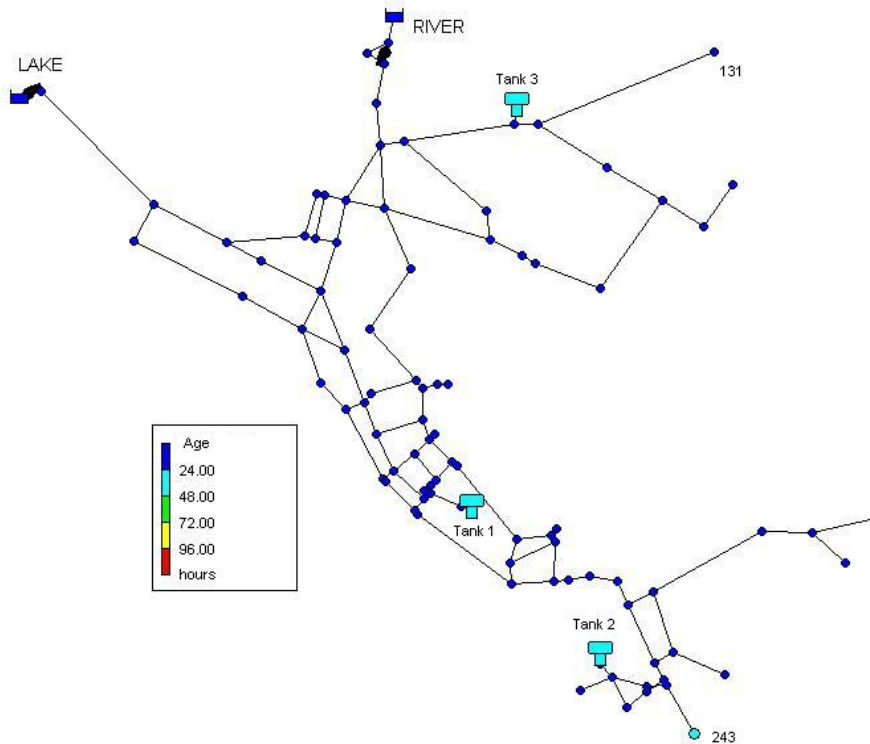 RIVER
LAKE
131
Tank 3
Age
24.00
48.00
72.00
96.00
hours
Tank 1
Tank 2
243